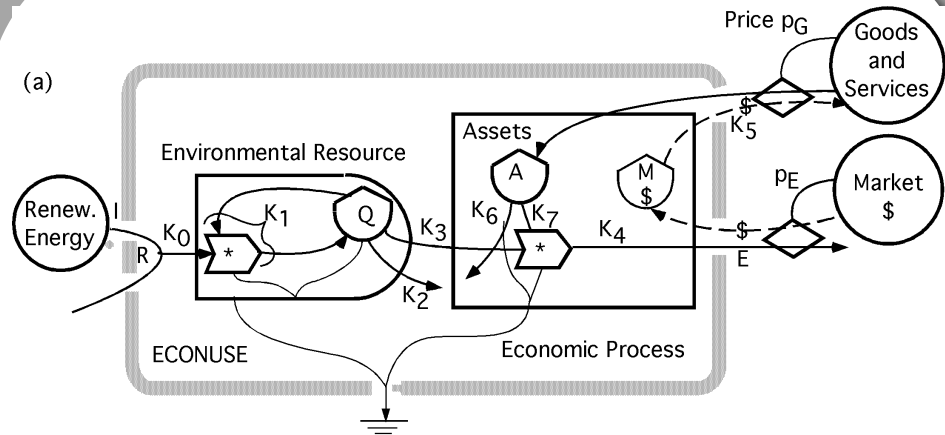 Price pG
Goods
and
Services
(a)
$
K5
Assets
Environmental Resource
A
M
$
pE
Market
$
Renew.
Energy
I
K0
R
*
K1
Q
K3
K6
K7
*
K4
$
E
K2
ECONUSE
Economic Process